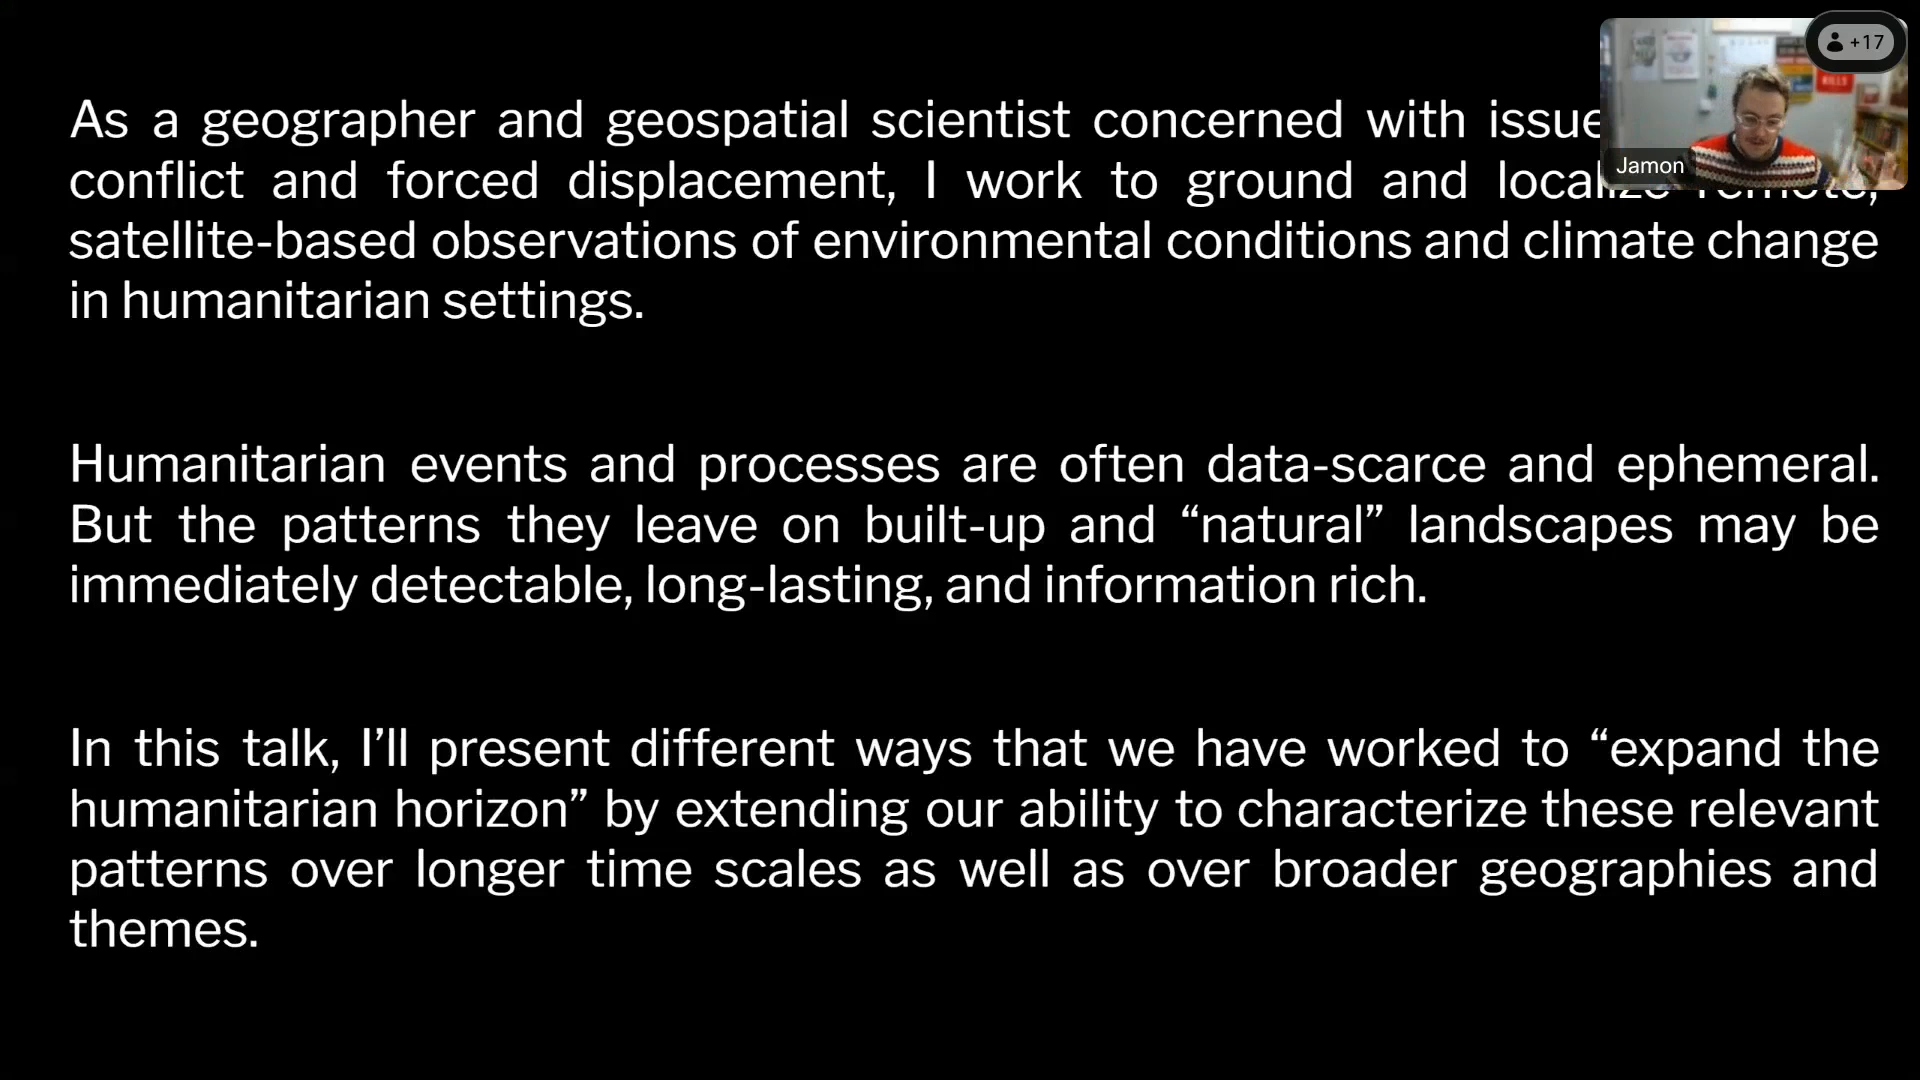 As a geographer and geospatial scientist concerned with issue
conflict and forced displacement, I work to ground and localize remote,
satellite-based observations of environmental conditions and climate change
in humanitarian settings.
Humanitarian events and processes are often data-scarce and ephemeral.
But the patterns they leave on built-up and “natural” landscapes may be
immediately detectable, long-lasting, and information rich.
In this talk, I’ll present different ways that we have worked to “expand the
humanitarian horizon” by extending our ability to characterize these relevant
patterns over longer time scales as well as over broader geographies and
themes.
+17
KILLS
Jamon